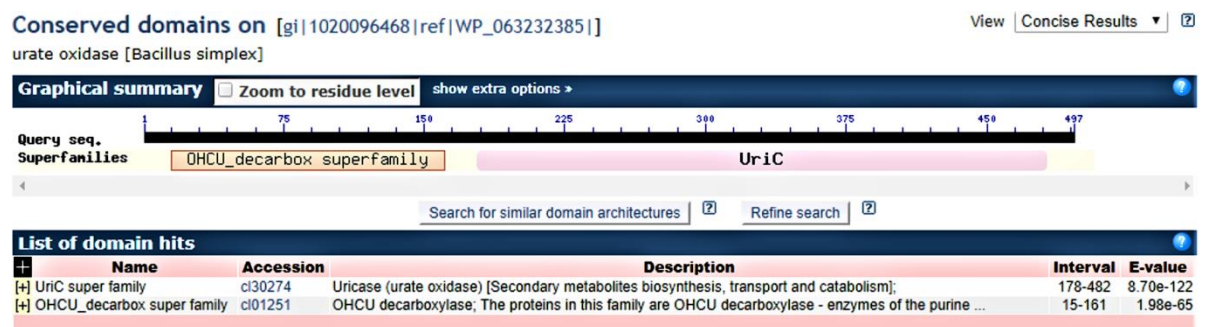 Conserved domains on [gi|1020096468|ref|WP_063232385|] View Concise Results ▼ ?
urate oxidase [Bacillus simplex]
Graphical summary Zoom to residue level show extra options » ?
1 75 150 225 300 375 450 497
Query seq.
Superfamilies OHCU_decarbox superfamily UriC
Search for similar domain architectures ? Refine search ?
List of domain hits ?
+ Name Accession Description Interval E-value
[+] UriC super family cl30274 Uricase (urate oxidase) [Secondary metabolites biosynthesis, transport and catabolism]; 178-482 8.70e-122
[+] OHCU_decarbox super family cl01251 OHCU decarboxylase; The proteins in this family are OHCU decarboxylase - enzymes of the purine ... 15-161 1.98e-65